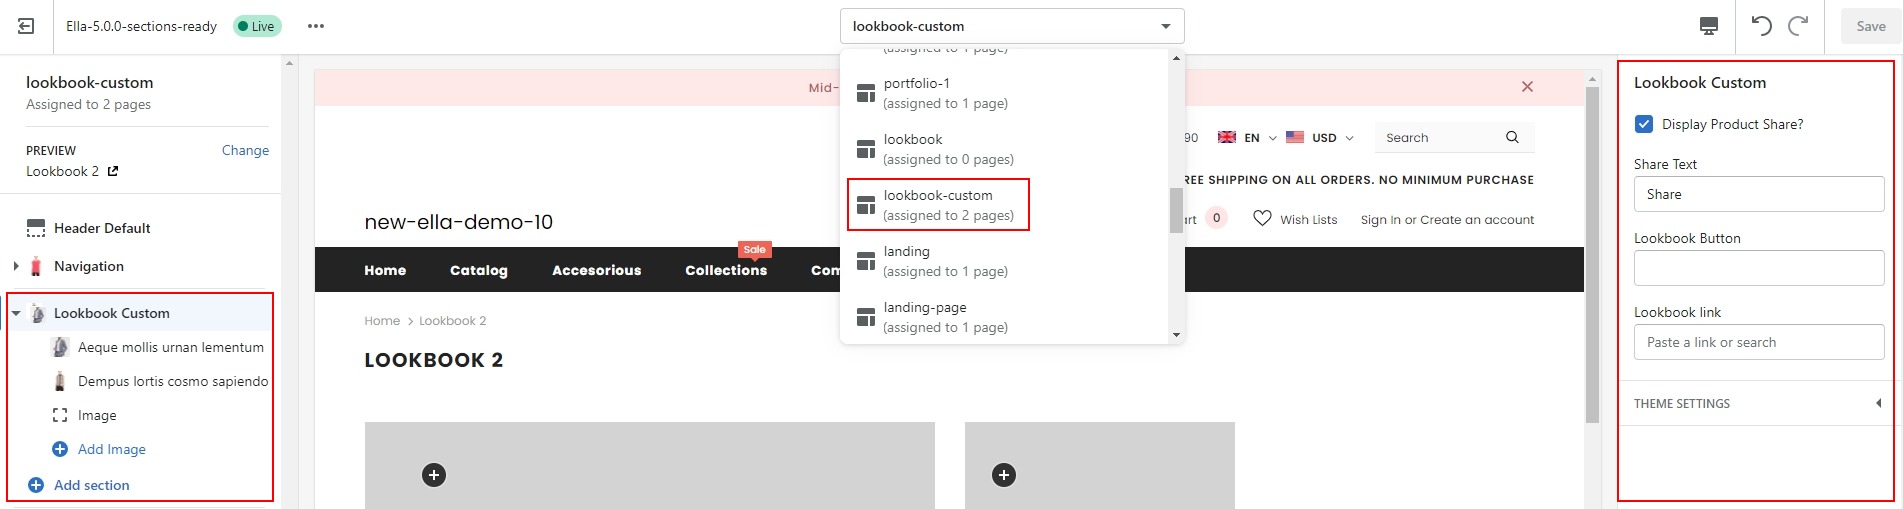 Ella-5.0.0-sections-ready
Live
lookbook-custom
Save
lookbook-custom
Assigned to 2 pages
PREVIEW
Change
Lookbook 2
Header Default
Navigation
Lookbook Custom
Aeque mollis urnan lementum
Dempus lortis cosmo sapiendo
Image
Add Image
Add section
(assigned to 1 page)
portfolio-1
(assigned to 1 page)
lookbook
(assigned to 0 pages)
lookbook-custom
(assigned to 2 pages)
landing
(assigned to 1 page)
landing-page
(assigned to 1 page)
Mid-
90
EN
USD
Search
REE SHIPPING ON ALL ORDERS. NO MINIMUM PURCHASE
new-ella-demo-10
rt
0
Wish Lists
Sign In or Create an account
Sale
Home
Catalog
Accesorious
Collections
Com
Home > Lookbook 2
LOOKBOOK 2
Lookbook Custom
Display Product Share?
Share Text
Share
Lookbook Button
Lookbook link
Paste a link or search
THEME SETTINGS